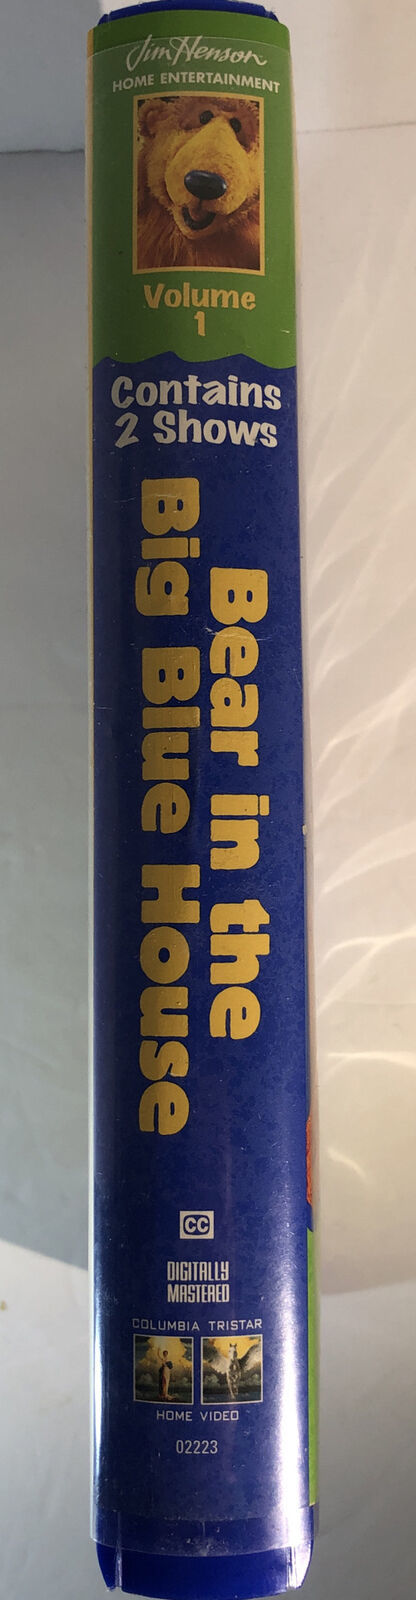 Jim Henson
HOME ENTERTAINMENT
Volume
1
Contains
2 Shows
Bear in the
Big Blue House
CC
DIGITALLY
MASTERED
COLUMBIA TRISTAR
HOME VIDEO
02223